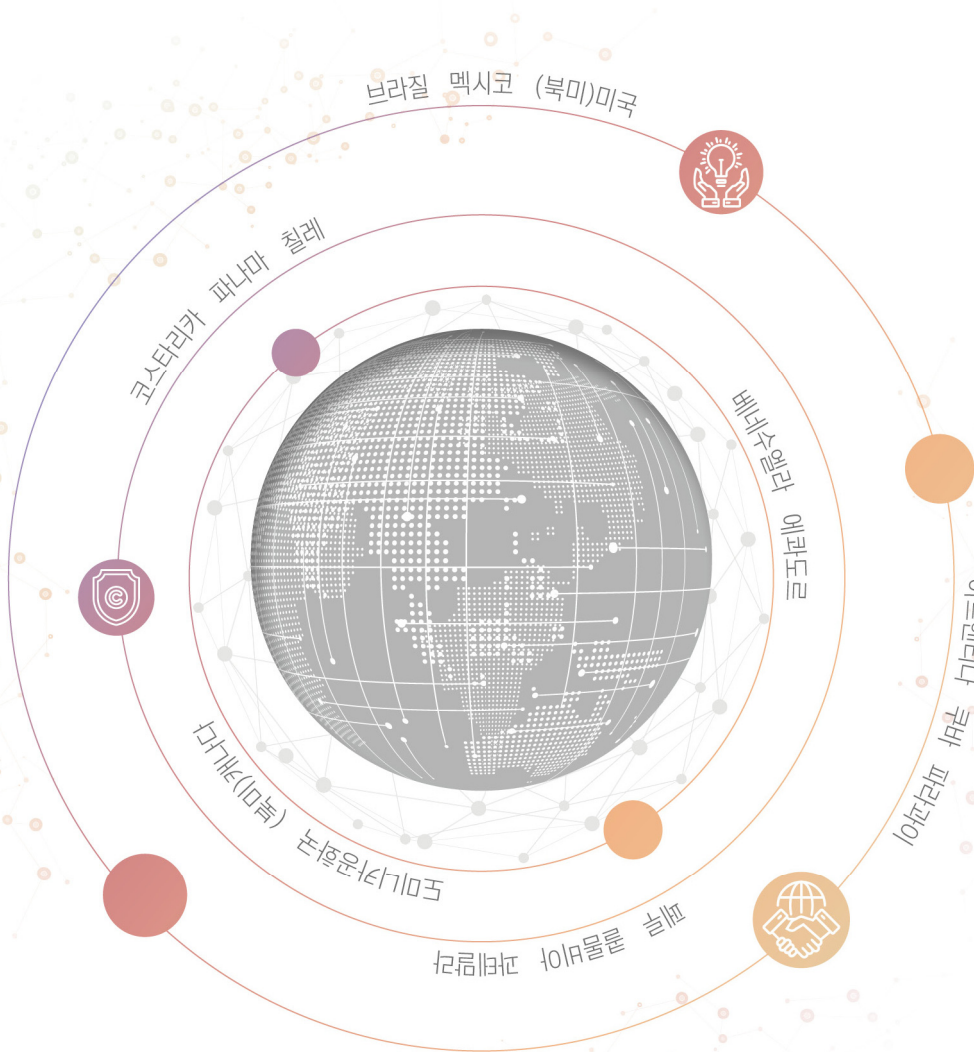 브라질 멕시코 (북미)미국
코스타리카 파나마 칠레
베네수엘라 에콰도르
쿠바 파라과이
©
도미니카공화국 (북미)캐나다
페루 콜롬비아 과테말라